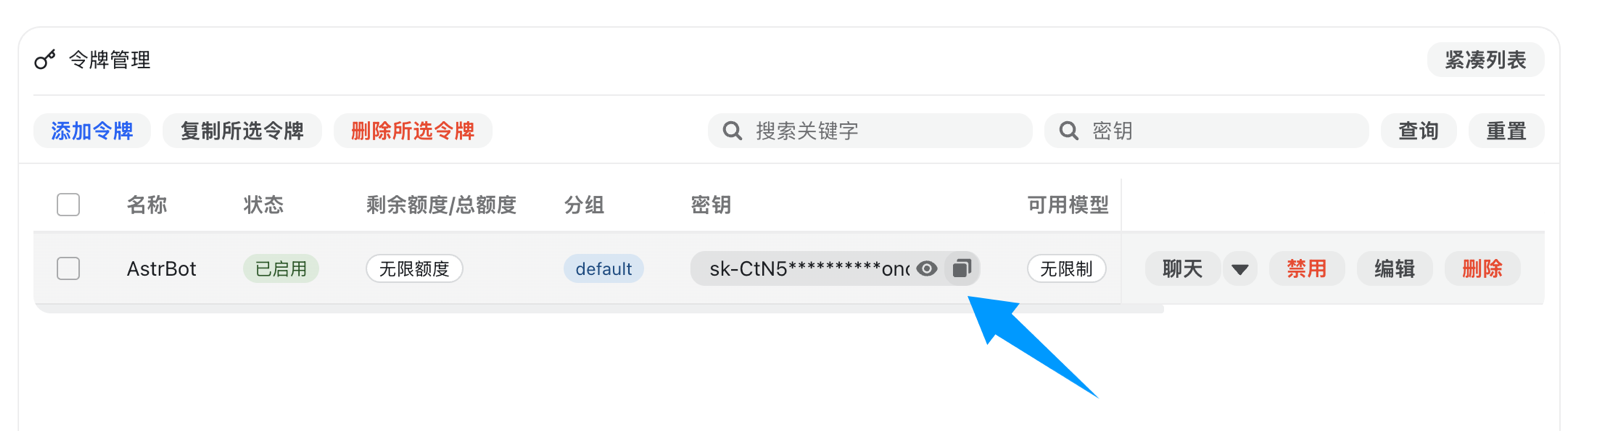 令牌管理 紧凑列表
添加令牌 复制所选令牌 删除所选令牌 搜索关键字 密钥 查询 重置
名称 状态 剩余额度/总额度 分组 密钥 可用模型
AstrBot 已启用 无限额度 default sk-CtN5**********onc 无限制 聊天 禁用 编辑 删除